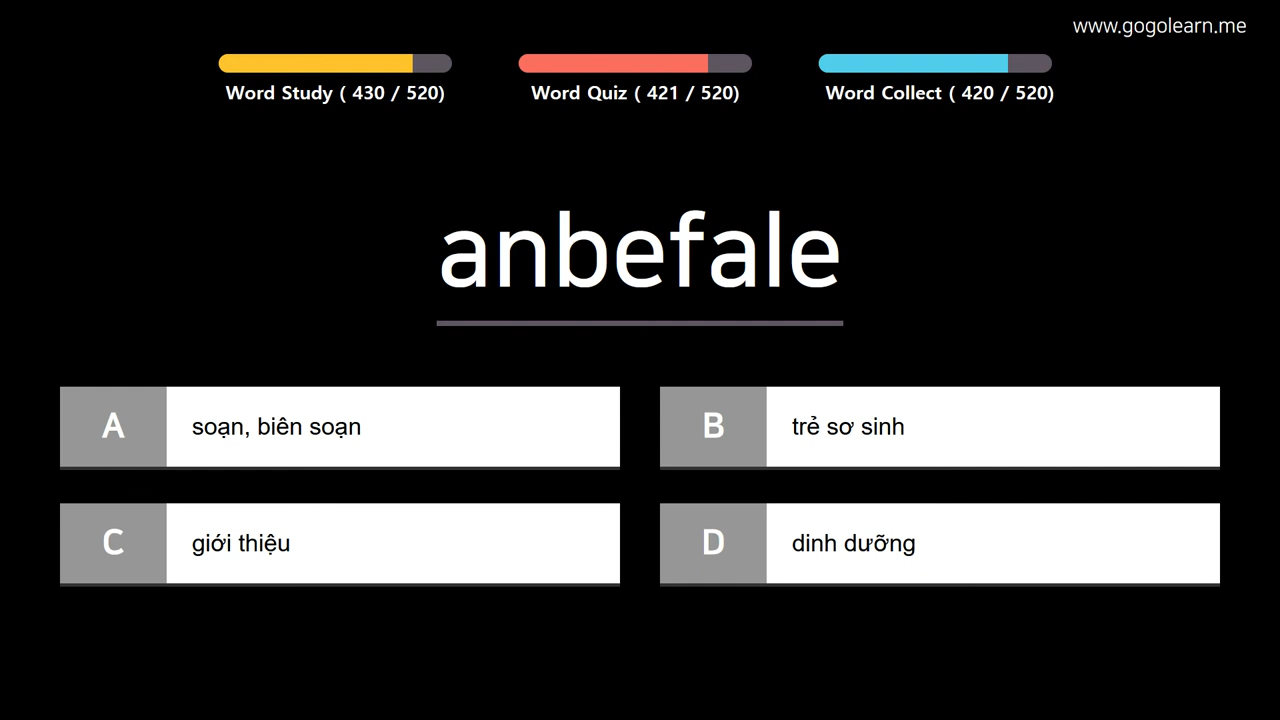 www.gogolearn.me
Word Study ( 430 / 520)
Word Quiz ( 421 / 520)
Word Collect ( 420 / 520)
anbefale
A
soạn, biên soạn
B
trẻ sơ sinh
C
giới thiệu
D
dinh dưỡng